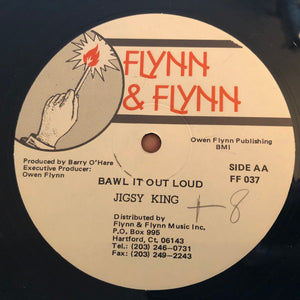 FLYNN
& FLYNN
Owen Flynn Publishing
BMI
Produced by Barry O'Hare
Executive Producer:
Owen Flynn
SIDE AA
FF 037
BAWL IT OUT LOUD
JIGSY KING
+8
Distributed by
Flynn & Flynn Music Inc.
P.O. Box 995
Hartford, Ct. 06143
Tel: (203) 246-0731
Fax: (203) 249-2243